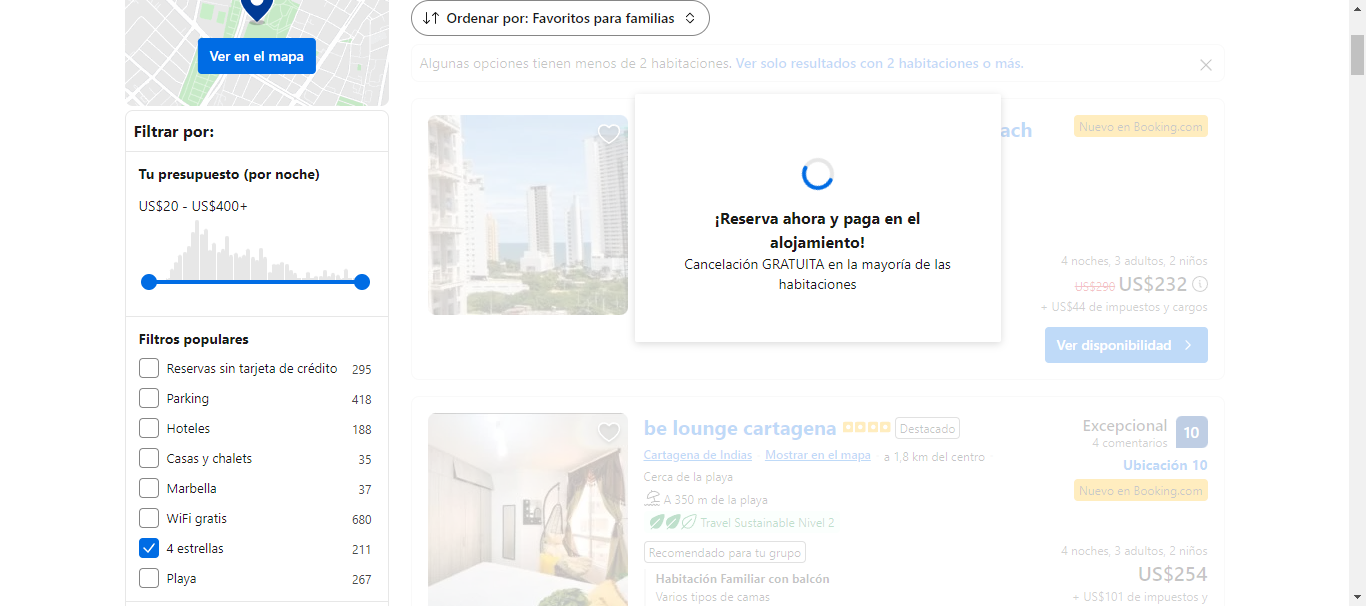 Ver en el mapa
Filtrar por:
Tu presupuesto (por noche)
US$20 - US$400+
Filtros populares
Reservas sin tarjeta de crédito 295
Parking 418
Hoteles 188
Casas y chalets 35
Marbella 37
WiFi gratis 680
4 estrellas 211
Playa 267
Ordenar por: Favoritos para familias
Algunas opciones tienen menos de 2 habitaciones. Ver solo resultados con 2 habitaciones o más.
¡Reserva ahora y paga en el
alojamiento!
Cancelación GRATUITA en la mayoría de las
habitaciones
Nuevo en Booking.com
4 noches, 3 adultos, 2 niños
US$290 US$232
+ US$44 de impuestos y cargos
Ver disponibilidad
be lounge cartagena Destacado
Cartagena de Indias Mostrar en el mapa a 1,8 km del centro
Cerca de la playa
A 350 m de la playa
Travel Sustainable Nivel 2
Recomendado para tu grupo
Habitación Familiar con balcón
Varios tipos de camas
Excepcional 10
4 comentarios
Ubicación 10
Nuevo en Booking.com
4 noches, 3 adultos, 2 niños
US$254
+ US$101 de impuestos y